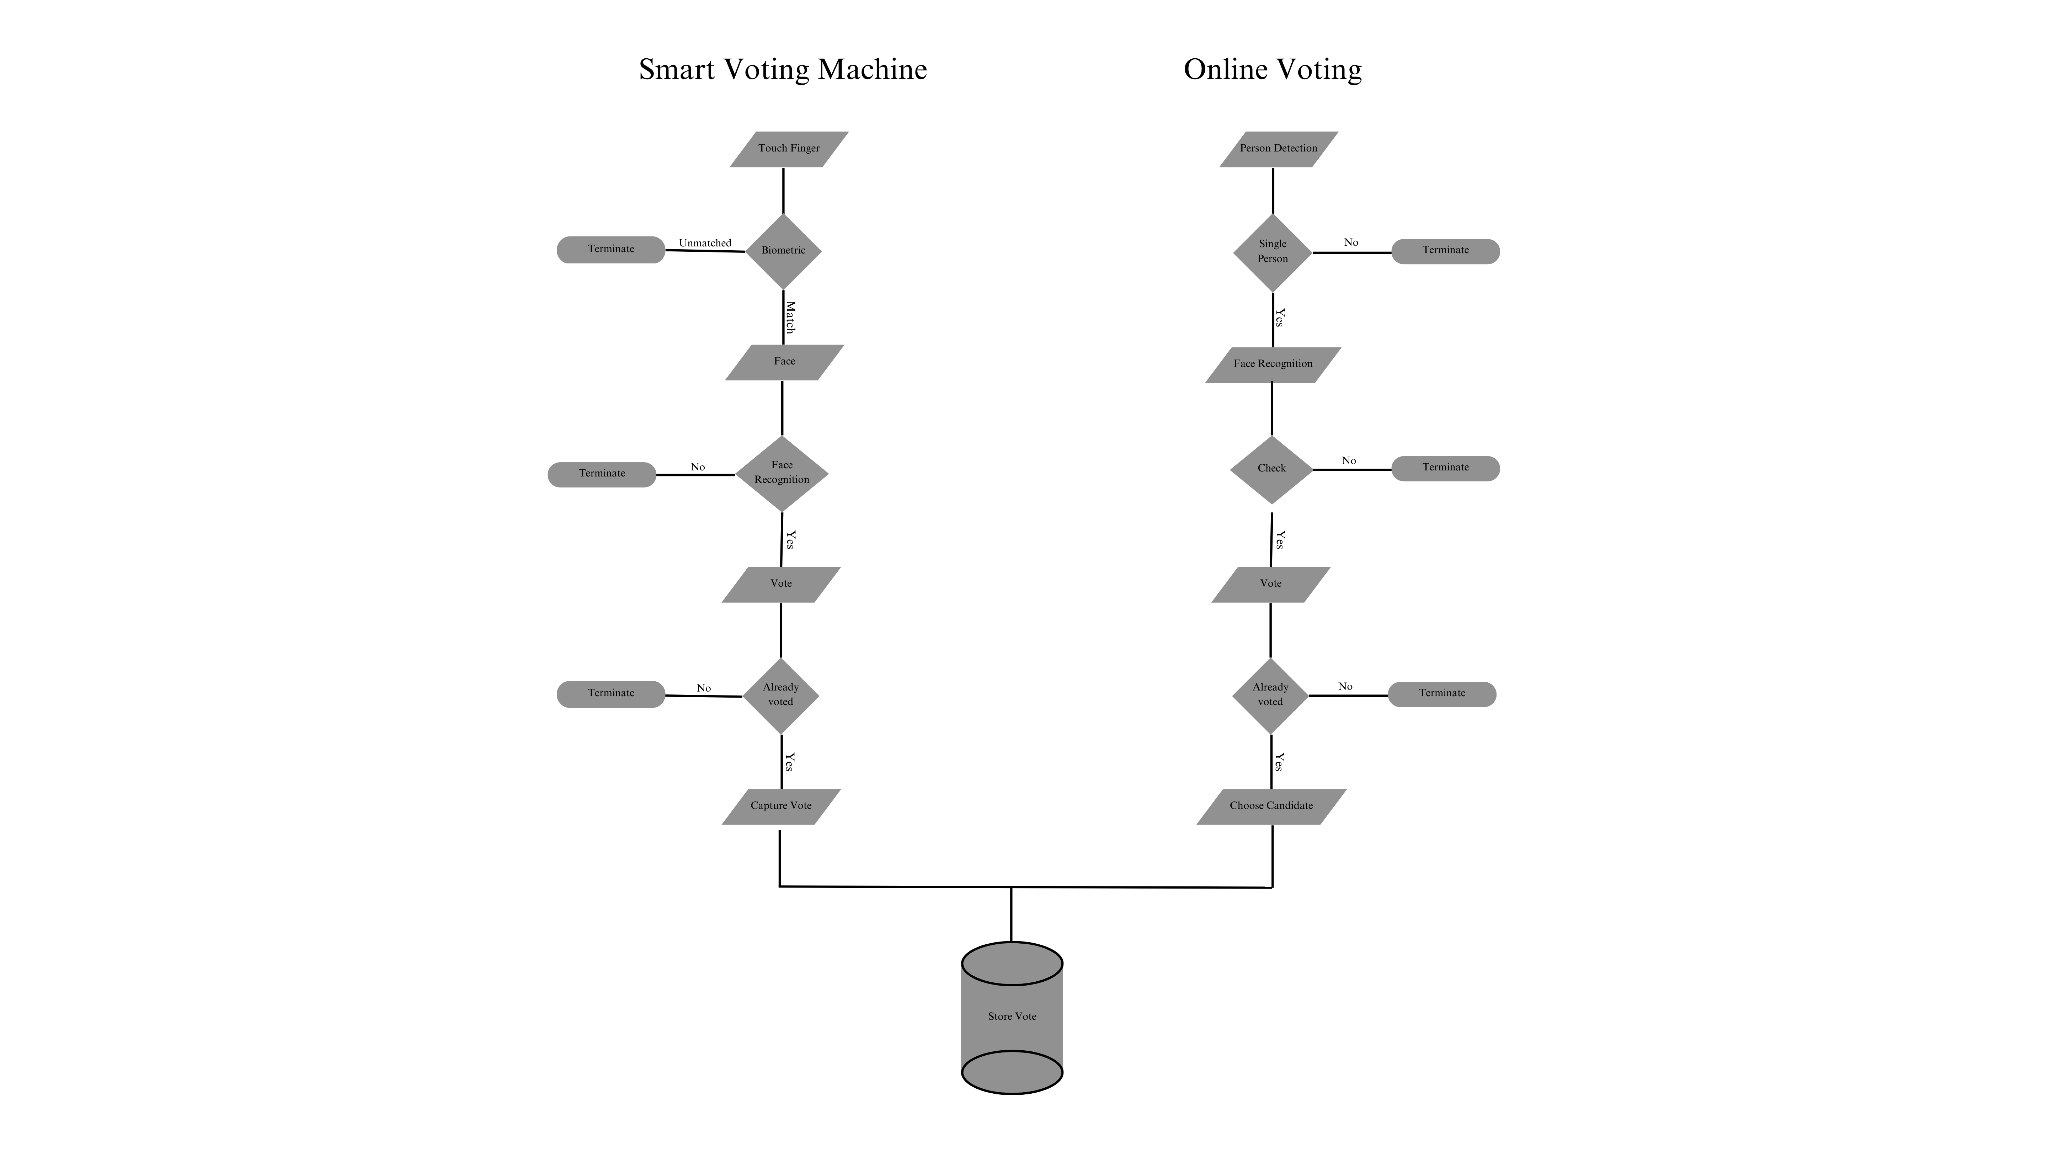 Smart Voting Machine
Online Voting
Touch Finger
Person Detection
Terminate
Unmatched
Biometric
Single
Person
No
Terminate
Match
Yes
Face
Face Recognition
Terminate
No
Face
Recognition
Check
No
Terminate
Yes
Yes
Vote
Vote
Terminate
No
Already
voted
Already
voted
No
Terminate
Yes
Yes
Capture Vote
Choose Candidate
Store Vote